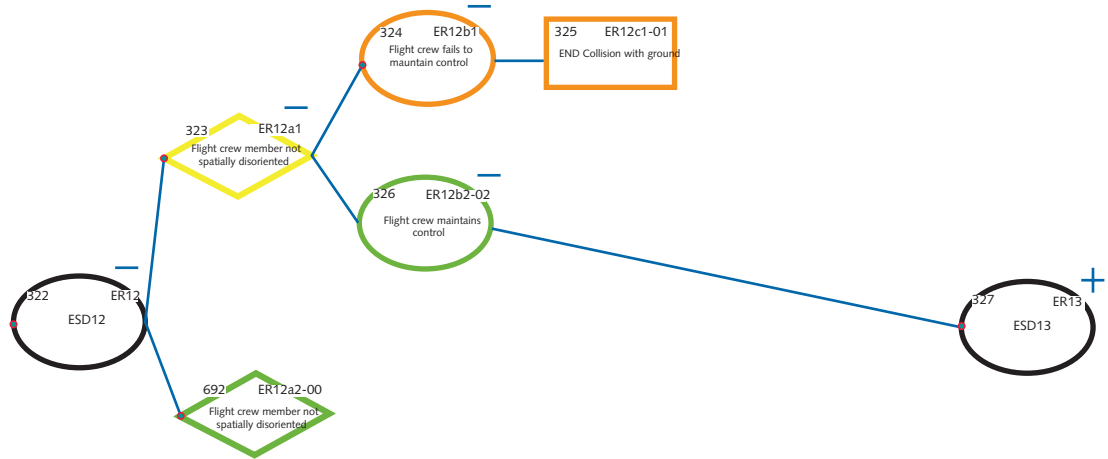 324 ER12b1
Flight crew fails to
mauntain control
325 ER12c1-01
END Collision with ground
323 ER12a1
Flight crew member not
spatially disoriented
326 ER12b2-02
Flight crew maintains
control
322 ER12
ESD12
327 ER13
ESD13
692 ER12a2-00
Flight crew member not
spatially disoriented